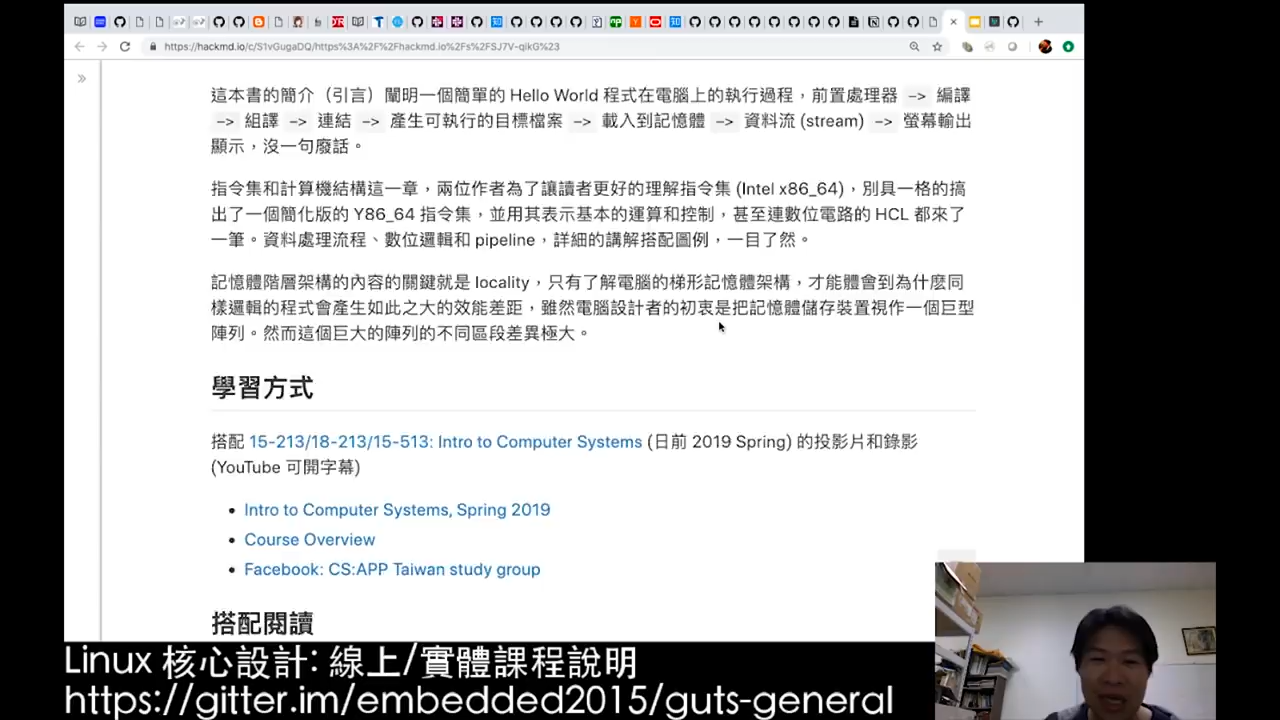 https://hackmd.io/c/S1vGugaDQ/https%3A%2F%2Fhackmd.io%2Fs%2FSJ7V-qikG%23
這本書的簡介（引言）闡明一個簡單的 Hello World 程式在電腦上的執行過程，前置處理器 -> 編譯
-> 組譯 -> 連結 -> 產生可執行的目標檔案 -> 載入到記憶體 -> 資料流 (stream) -> 螢幕輸出
顯示，沒一句廢話。
指令集和計算機結構這一章，兩位作者為了讓讀者更好的理解指令集 (Intel x86_64)，別具一格的搞
出了一個簡化版的 Y86_64 指令集，並用其表示基本的運算和控制，甚至連數位電路的 HCL 都來了
一筆。資料處理流程、數位邏輯和 pipeline，詳細的講解搭配圖例，一目了然。
記憶體階層架構的內容的關鍵就是 locality，只有了解電腦的梯形記憶體架構，才能體會到為什麼同
樣邏輯的程式會產生如此之大的效能差距，雖然電腦設計者的初衷是把記憶體儲存裝置視作一個巨型
陣列。然而這個巨大的陣列的不同區段差異極大。
學習方式
搭配 15-213/18-213/15-513: Intro to Computer Systems (日前 2019 Spring) 的投影片和錄影
(YouTube 可開字幕)
Intro to Computer Systems, Spring 2019
Course Overview
Facebook: CS:APP Taiwan study group
搭配閱讀
Linux 核心設計: 線上/實體課程說明
https://gitter.im/embedded2015/guts-general